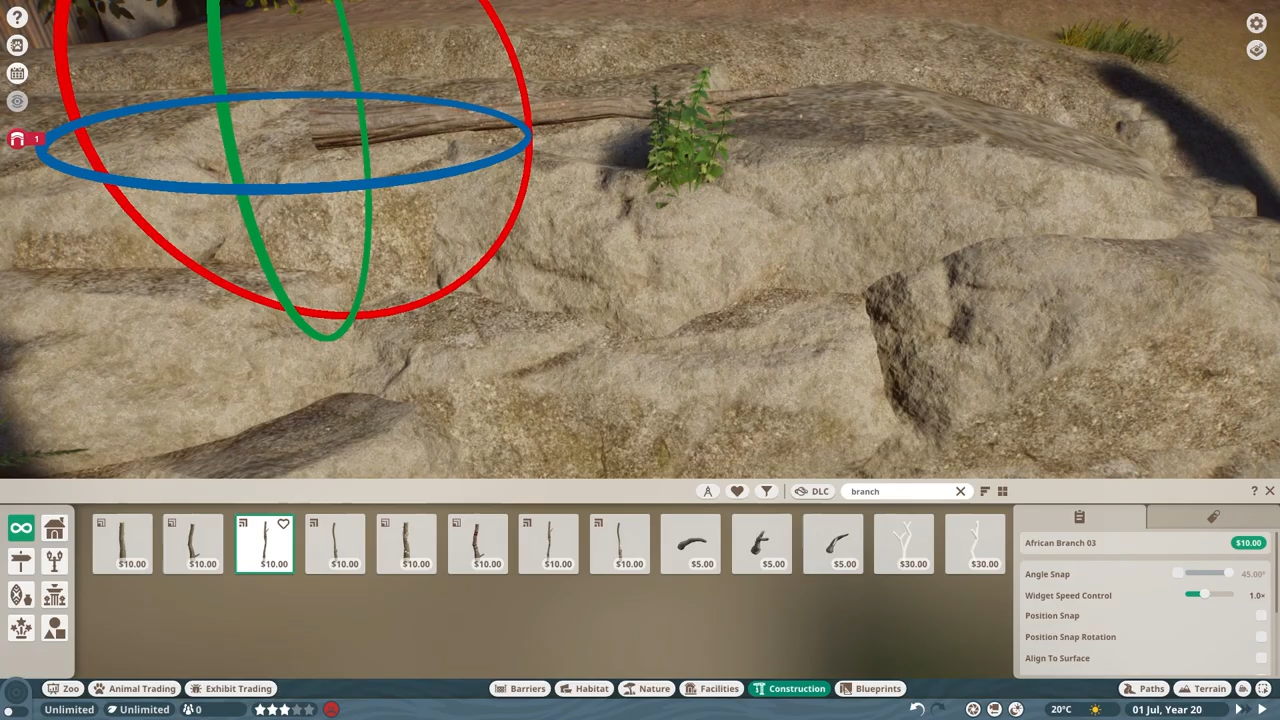 ?
1
DLC
branch
?
$10.00 $10.00 $10.00 $10.00 $10.00 $10.00 $10.00 $10.00 $5.00 $5.00 $5.00 $30.00 $30.00
African Branch 03 $10.00
Angle Snap 45.00°
Widget Speed Control 1.0×
Position Snap
Position Snap Rotation
Align To Surface
Zoo Animal Trading Exhibit Trading Barriers Habitat Nature Facilities Construction Blueprints Paths Terrain
Unlimited Unlimited 0 20°C 01 Jul, Year 20